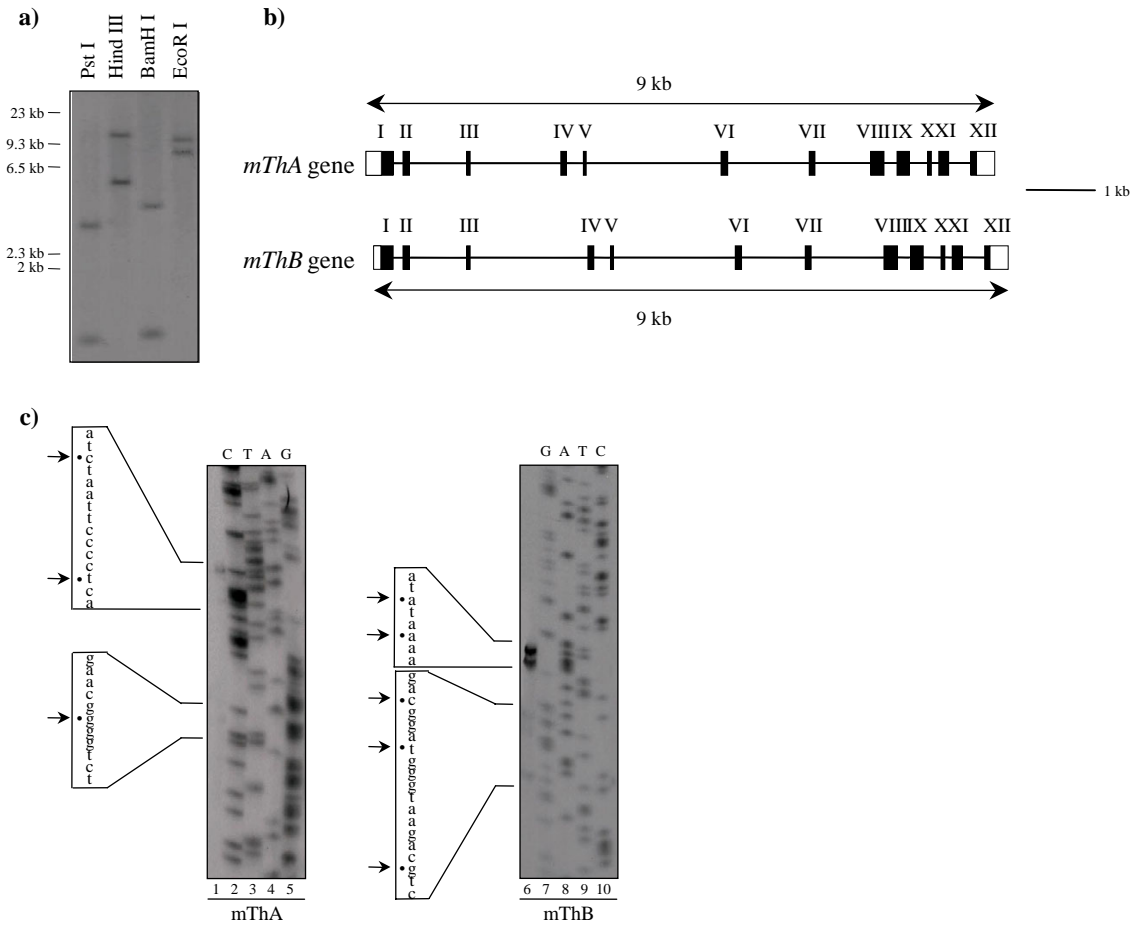 a)
Pst I
Hind III
BamH I
EcoR I
23 kb
9.3 kb
6.5 kb
2.3 kb
2 kb
b)
9 kb
I II III IV V VI VII VIII IX X XI XII
mThA gene
1 kb
I II III IV V VI VII VIII IX X XI XII
mThB gene
9 kb
c)
a
t
c
t
a
a
t
t
c
c
c
c
t
c
a
g
a
a
c
g
g
g
g
t
c
t
C T A G
1 2 3 4 5
mThA
a
t
a
t
a
a
a
a
g
a
c
g
g
a
t
g
g
g
t
a
a
g
a
c
g
t
c
G A T C
6 7 8 9 10
mThB